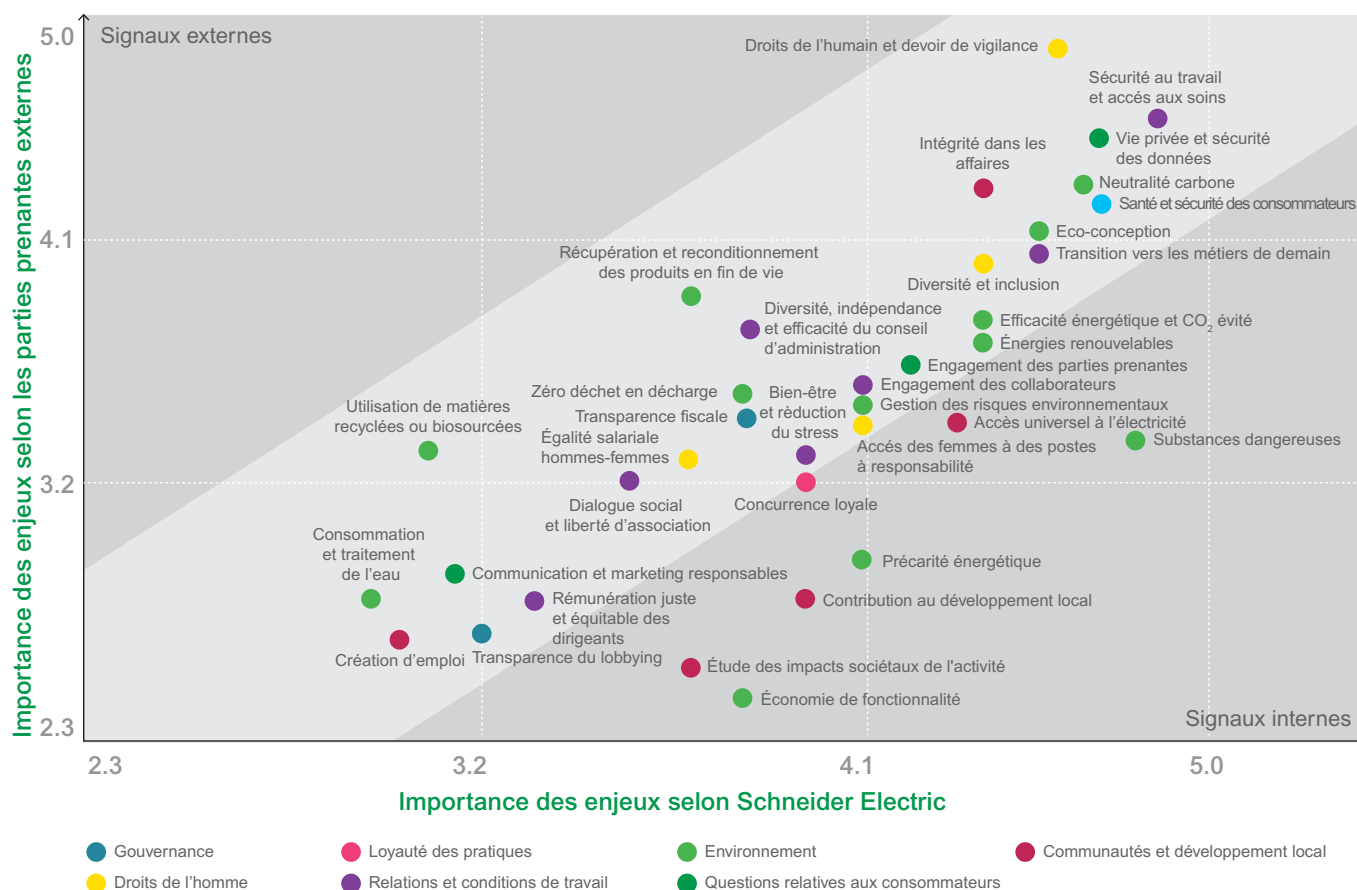 5.0
Signaux externes
Importance des enjeux selon les parties prenantes externes
Droits de l'humain et devoir de vigilance
Sécurité au travail
et accés aux soins
Vie privée et sécurité
des données
Intégrité dans les
affaires
Neutralité carbone
Santé et sécurité des consommateurs
4.1
Eco-conception
Transition vers les métiers de demain
Récupération et reconditionnement
des produits en fin de vie
Diversité et inclusion
Diversité, indépendance
et efficacité du conseil
d'administration
Efficacité énergétique et CO₂ évité
Énergies renouvelables
Engagement des parties prenantes
Engagement des collaborateurs
Zéro déchet en décharge
Bien-être
et rèduction
du stress
Gestion des risques environnementaux
Utilisation de matières
recyclées ou biosourcées
Transparence fiscale
Accès universel à l'électricité
Égalité salariale
hommes-femmes
Accés des femmes à des postes
à responsabilité
Substances dangereuses
3.2
Dialogue social
et liberté d'association
Concurrence loyale
Consommation
et traitement
de l'eau
Précarité énergétique
Communication et marketing responsables
Rémunération juste
et équitable des
dirigeants
Contribution au développement local
Création d'emploi
Transparence du lobbying
Étude des impacts sociétaux de l'activité
Économie de fonctionnalité
2.3
Signaux internes
2.3
3.2
4.1
5.0
Importance des enjeux selon Schneider Electric
Gouvernance
Loyauté des pratiques
Environnement
Communautés et développement local
Droits de l'homme
Relations et conditions de travail
Questions relatives aux consommateurs